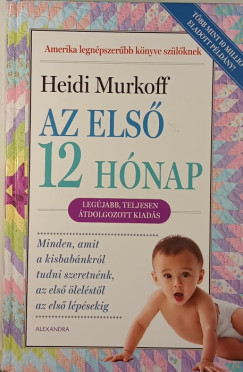 Amerika legnépszerűbb könyve szülőknek
TÖBB MINT 10 MILLIÓ
ELADOTT PÉLDÁNY!
Heidi Murkoff
AZ ELSŐ
12 HÓNAP
LEGÚJABB, TELJESEN
ÁTDOLGOZOTT KIADÁS
Minden, amit
a kisbabánkról
tudni szeretnénk,
az első öleléstől
az első lépésekig
ALEXANDRA